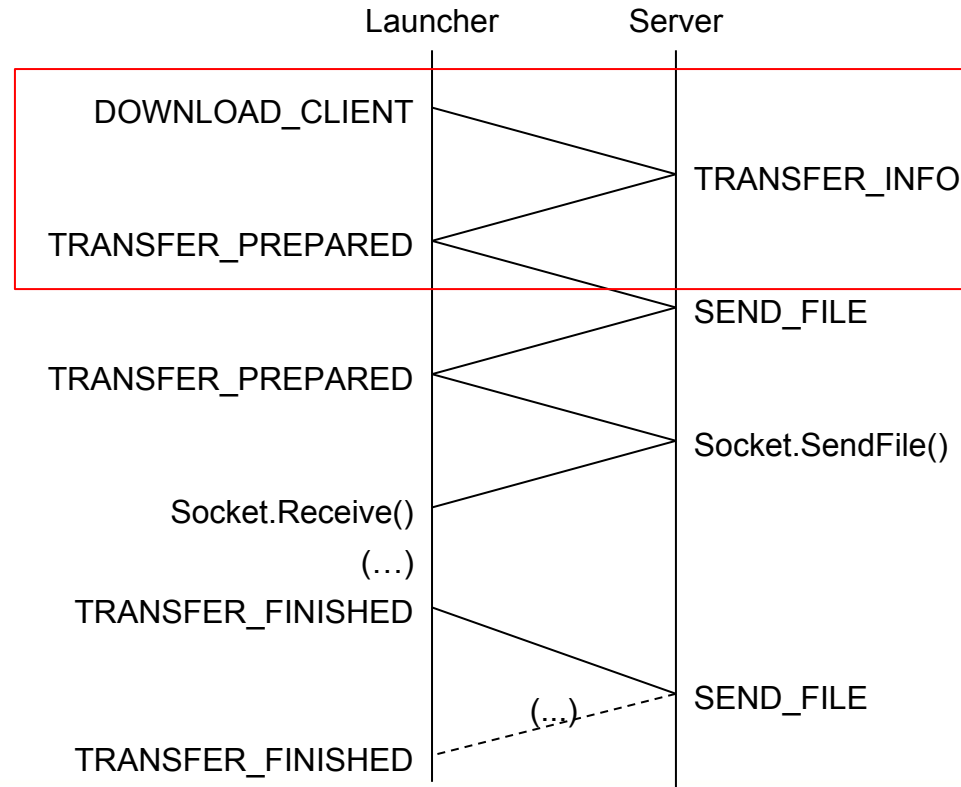 Launcher Server
DOWNLOAD_CLIENT
TRANSFER_INFO
TRANSFER_PREPARED
SEND_FILE
TRANSFER_PREPARED
Socket.SendFile()
Socket.Receive()
(…)
TRANSFER_FINISHED
SEND_FILE
(...)
TRANSFER_FINISHED